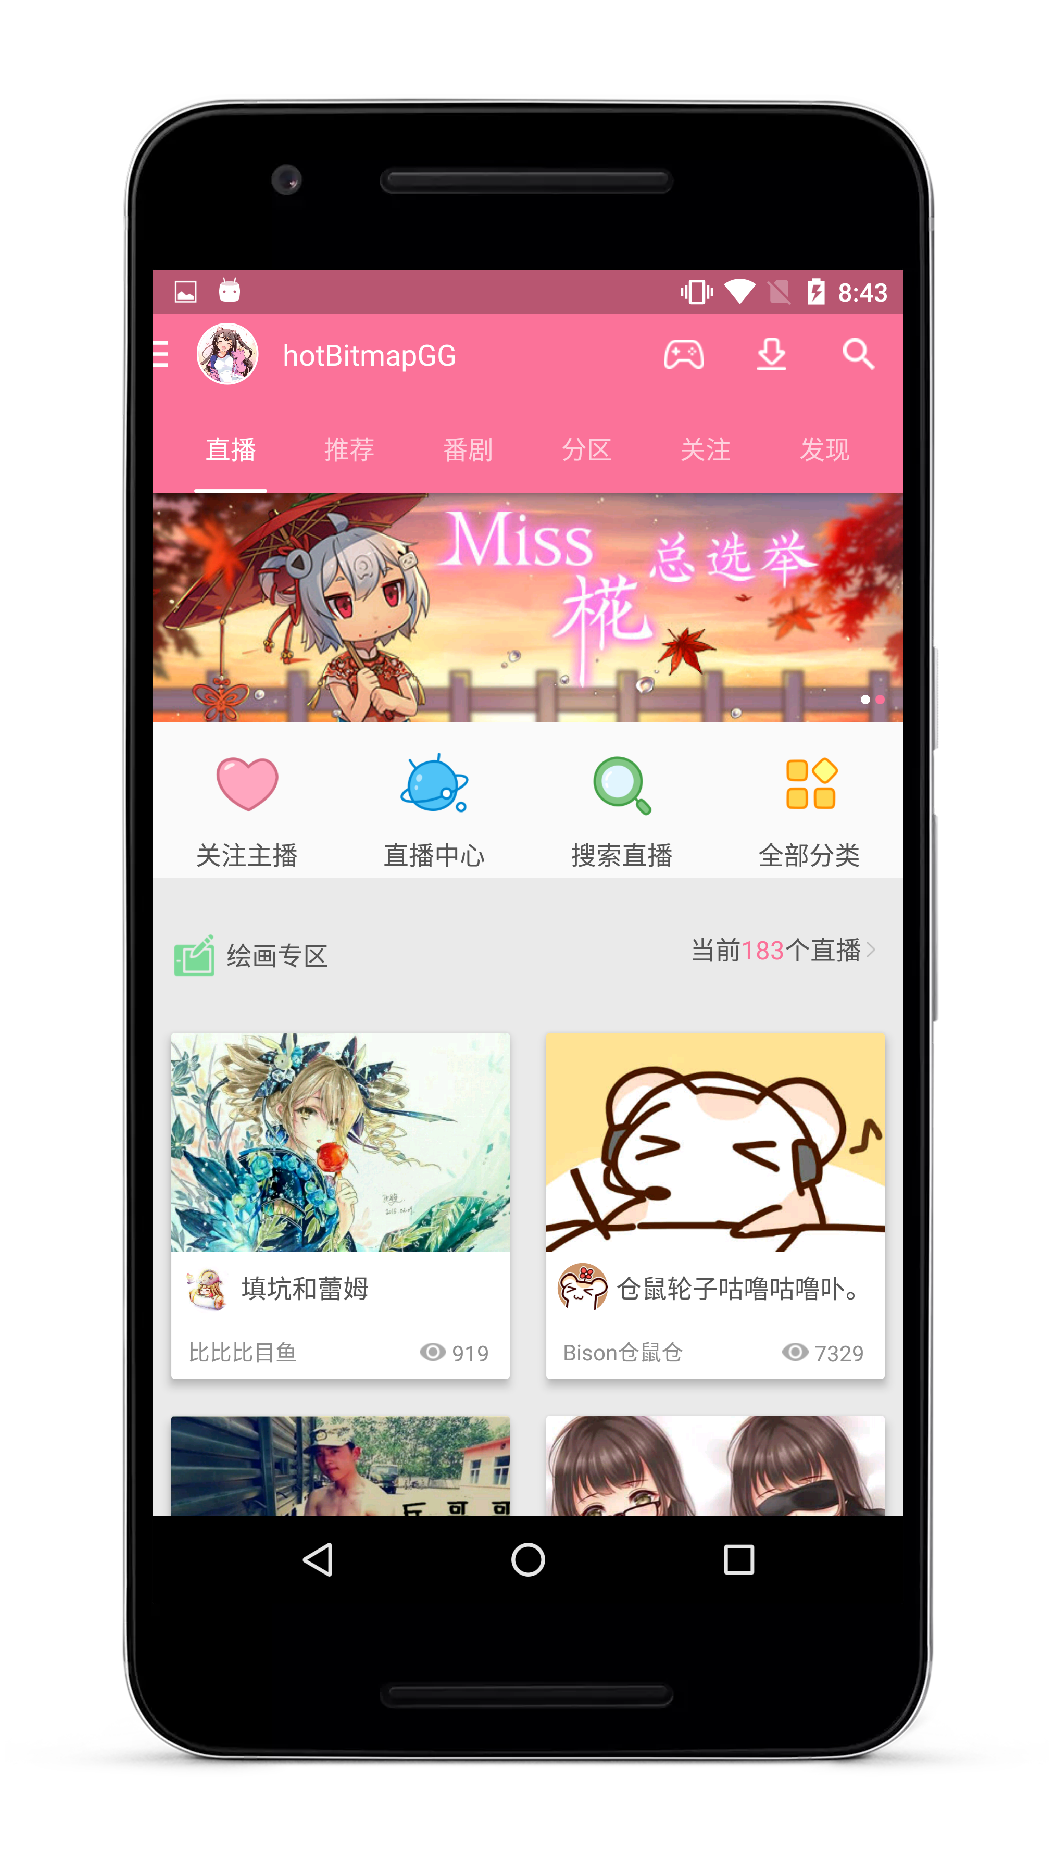 8:43
hotBitmapGG
直播 推荐 番剧 分区 关注 发现
Miss 椛 总选举
关注主播 直播中心 搜索直播 全部分类
绘画专区 当前183个直播
填坑和蕾姆
比比比目鱼 919
仓鼠轮子咕噜咕噜卟。
Bison仓鼠仓 7329